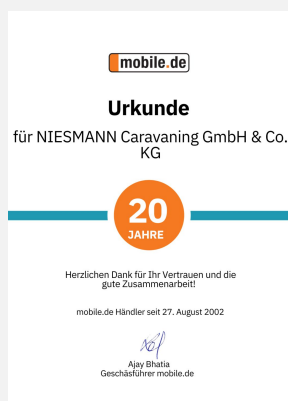 mobile.de
Urkunde
für NIESMANN Caravaning GmbH & Co.
KG
20
JAHRE
Herzlichen Dank für Ihr Vertrauen und die
gute Zusammenarbeit!
mobile.de Händler seit 27. August 2002
Ajay Bhatia
Geschäsführer mobile.de